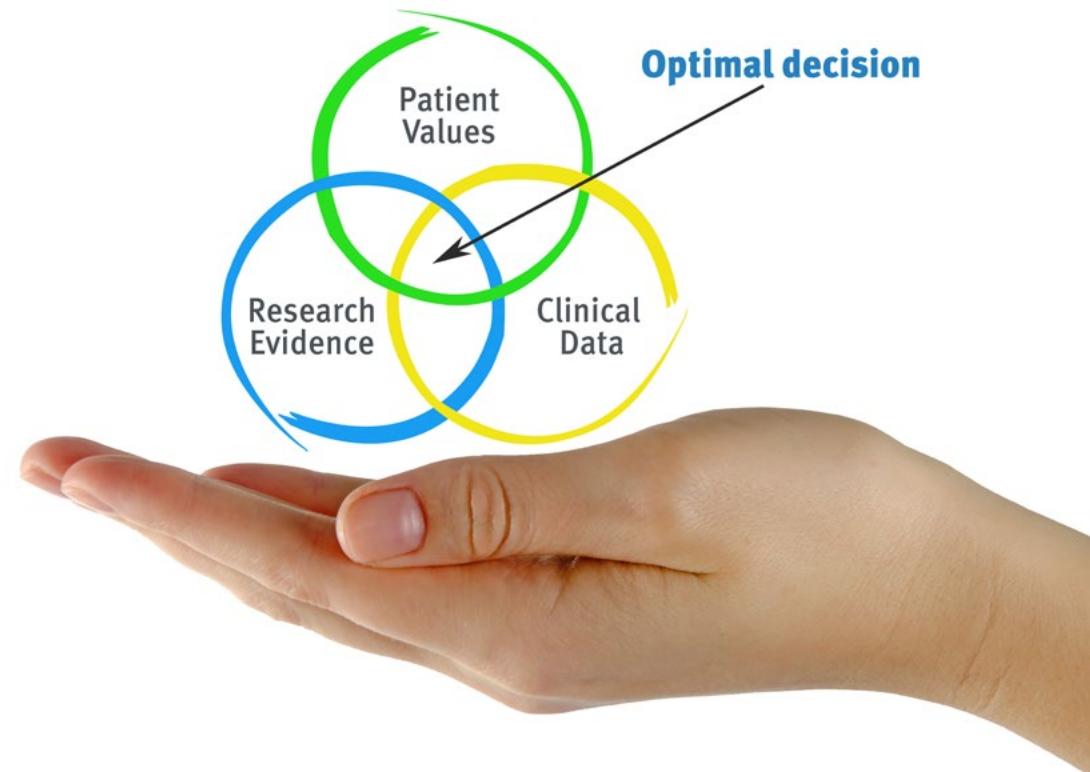 Optimal decision
Patient
Values
Research
Evidence
Clinical
Data